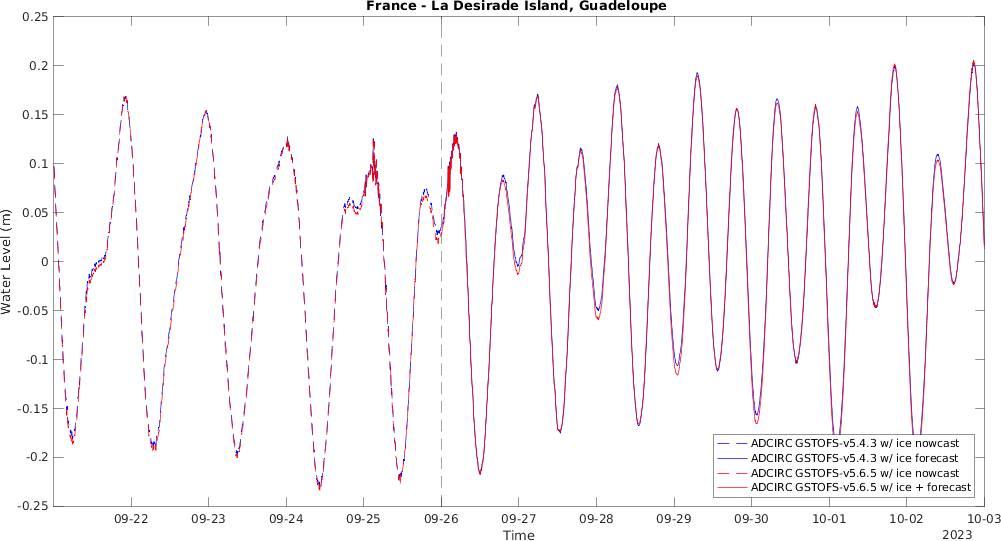 France - La Desirade Island, Guadeloupe
0.25
0.2
0.15
0.1
0.05
0
-0.05
-0.1
-0.15
-0.2
-0.25
Water Level (m)
ADCIRC GSTOFS-v5.4.3 w/ ice nowcast
ADCIRC GSTOFS-v5.4.3 w/ ice forecast
ADCIRC GSTOFS-v5.6.5 w/ ice nowcast
ADCIRC GSTOFS-v5.6.5 w/ ice + forecast
09-22 09-23 09-24 09-25 09-26 09-27 09-28 09-29 09-30 10-01 10-02 10-03
2023
Time